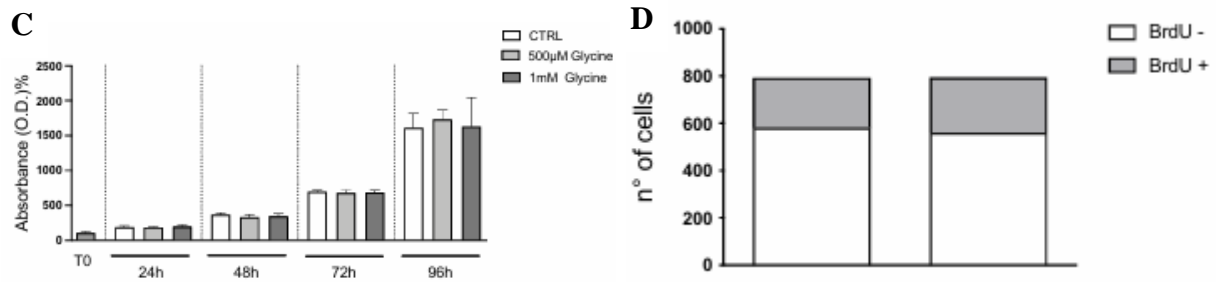 C
CTRL
500µM Glycine
1mM Glycine
Absorbance (O.D.)%
2500
2000
1500
1000
500
0
T0
24h
48h
72h
96h
D
BrdU -
BrdU +
n° of cells
1000
800
600
400
200
0